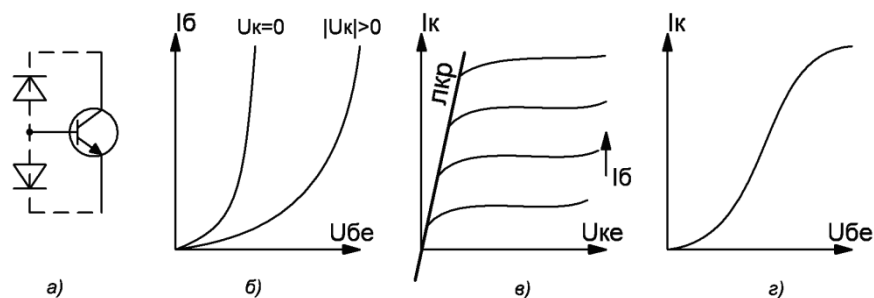 Iб
Uк=0
|Uк|>0
Uбе
Iк
лкр
Iб
Uке
Iк
Uбе
а)
б)
в)
г)